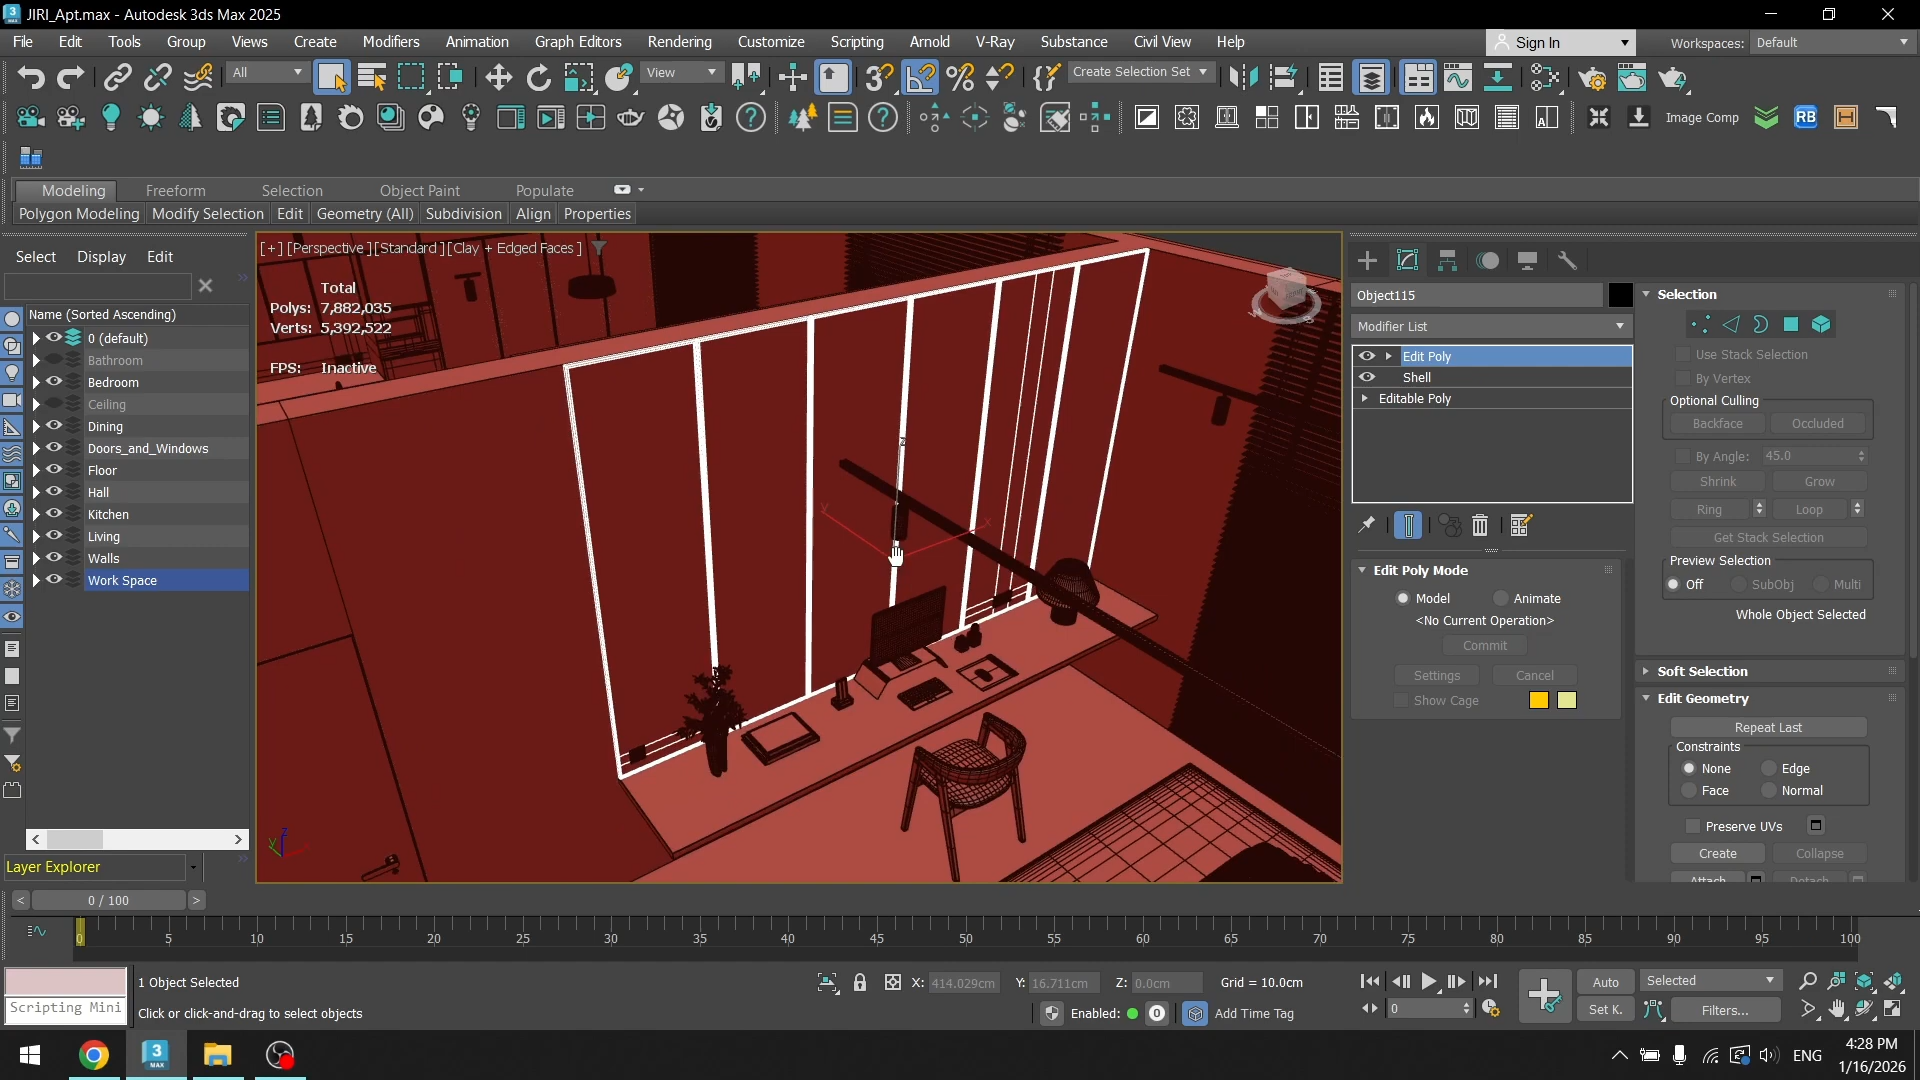 JIRI_Apt.max - Autodesk 3ds Max 2025
File Edit Tools Group Views Create Modifiers Animation Graph Editors Rendering Customize Scripting Arnold V-Ray Substance Civil View Help
Sign In
Workspaces: Default
All
View
Create Selection Set
Image Comp
RB
Modeling Freeform Selection Object Paint Populate
Polygon Modeling Modify Selection Edit Geometry (All) Subdivision Align Properties
Select Display Edit
Name (Sorted Ascending)
0 (default)
Bathroom
Bedroom
Ceiling
Dining
Doors_and_Windows
Floor
Hall
Kitchen
Living
Walls
Work Space
Layer Explorer
[+] [Perspective ] [Standard ] [Clay + Edged Faces ]
Total
Polys: 7,882,035
Verts: 5,392,522
FPS: Inactive
z
y
x
Object115
Modifier List
Edit Poly
Shell
Editable Poly
Edit Poly Mode
Model Animate
<No Current Operation>
Commit
Settings Cancel
Show Cage
Selection
Use Stack Selection
By Vertex
Optional Culling
Backface Occluded
By Angle: 45.0
Shrink Grow
Ring Loop
Get Stack Selection
Preview Selection
Off SubObj Multi
Whole Object Selected
Soft Selection
Edit Geometry
Repeat Last
Constraints
None Edge
Face Normal
Preserve UVs
Create Collapse
Attach Detach
< 0 / 100 >
0 5 10 15 20 25 30 35 40 45 50 55 60 65 70 75 80 85 90 95 100
Scripting Mini
1 Object Selected
Click or click-and-drag to select objects
X: 414.029cm Y: 16.711cm Z: 0.0cm Grid = 10.0cm
Enabled: 0 Add Time Tag
0
Auto Selected
Set K. Filters...
ENG
4:28 PM
1/16/2026